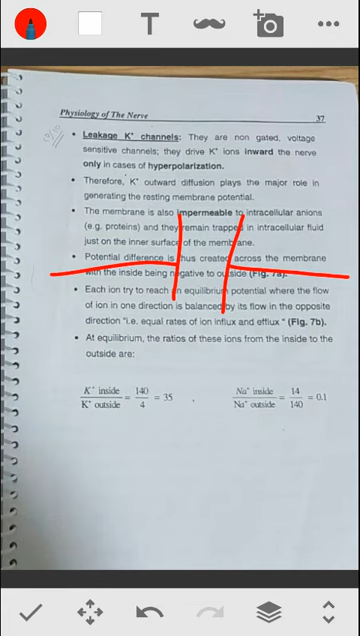 T
Physiology of The Nerve 37
• Leakage K⁺ channels: They are non gated, voltage
sensitive channels; they drive K⁺ ions inward the nerve
only in cases of hyperpolarization.
• Therefore, K⁺ outward diffusion plays the major role in
generating the resting membrane potential.
• The membrane is also impermeable to intracellular anions
(e.g. proteins) and they remain trapped in intracellular fluid
just on the inner surface of the membrane.
• Potential difference is thus created across the membrane
with the inside being negative to outside (Fig. 7a).
• Each ion try to reach an equilibrium potential where the flow
of ion in one direction is balanced by its flow in the opposite
direction "i.e. equal rates of ion influx and efflux " (Fig. 7b).
• At equilibrium, the ratios of these ions from the inside to the
outside are:
K⁺ inside / K⁺ outside = 140 / 4 = 35 , Na⁺ inside / Na⁺ outside = 14 / 140 = 0.1